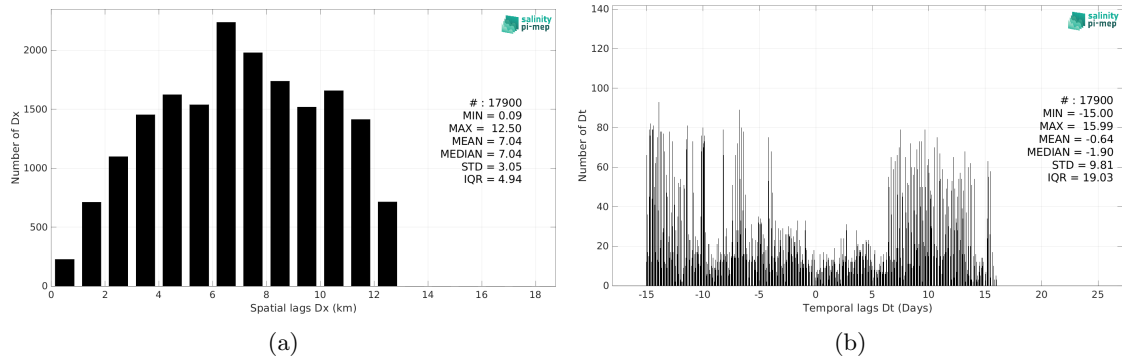 salinity
pi-mep
2000
1500
1000
500
0
Number of Dx
# : 17900
MIN = 0.09
MAX = 12.50
MEAN = 7.04
MEDIAN = 7.04
STD = 3.05
IQR = 4.94
0 2 4 6 8 10 12 14 16 18
Spatial lags Dx (km)
(a)
salinity
pi-mep
140
120
100
80
60
40
20
0
Number of Dt
# : 17900
MIN = -15.00
MAX = 15.99
MEAN = -0.64
MEDIAN = -1.90
STD = 9.81
IQR = 19.03
-15 -10 -5 0 5 10 15 20 25
Temporal lags Dt (Days)
(b)